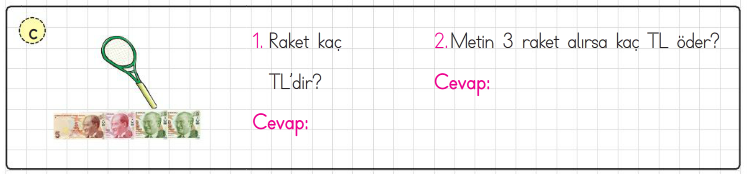 c
1. Raket kaç
TL'dir?
Cevap:
2. Metin 3 raket alırsa kaç TL öder?
Cevap: